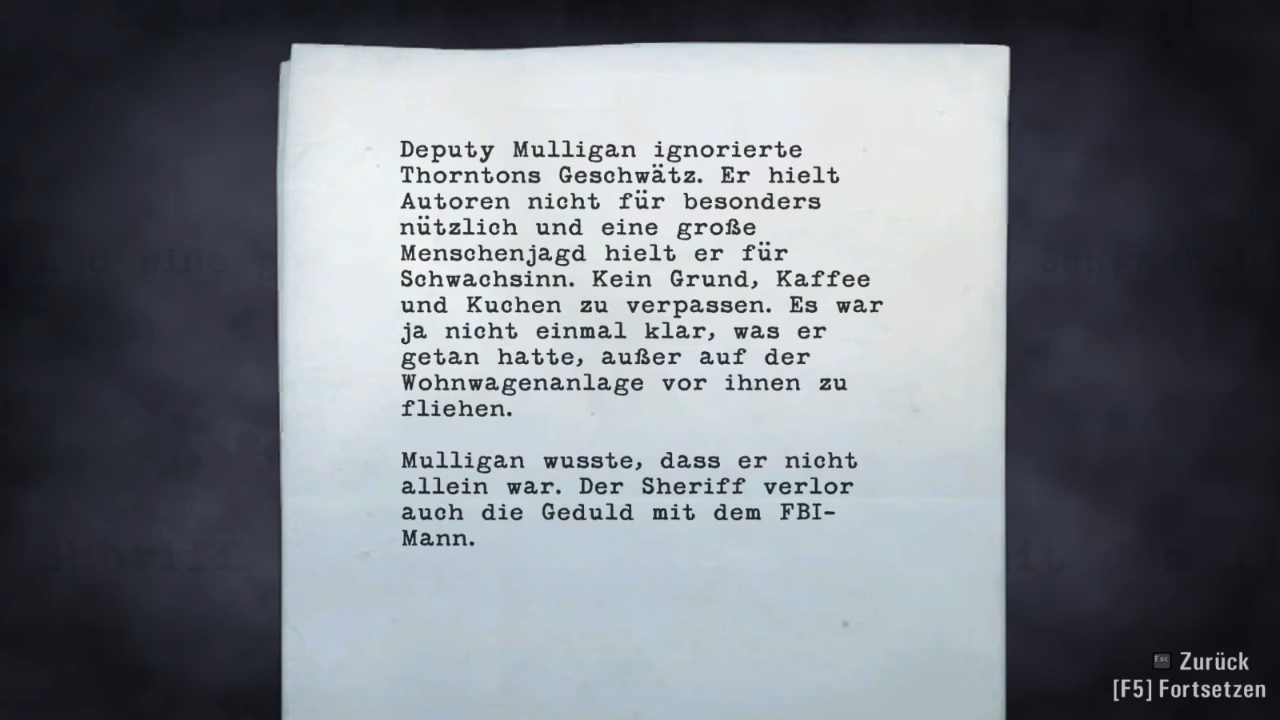 Deputy Mulligan ignorierte
Thorntons Geschwätz. Er hielt
Autoren nicht für besonders
nützlich und eine große
Menschenjagd hielt er für
Schwachsinn. Kein Grund, Kaffee
und Kuchen zu verpassen. Es war
ja nicht einmal klar, was er
getan hatte, außer auf der
Wohnwagenanlage vor ihnen zu
fliehen.
Mulligan wusste, dass er nicht
allein war. Der Sheriff verlor
auch die Geduld mit dem FBI-
Mann.
Esc Zurück
[F5] Fortsetzen